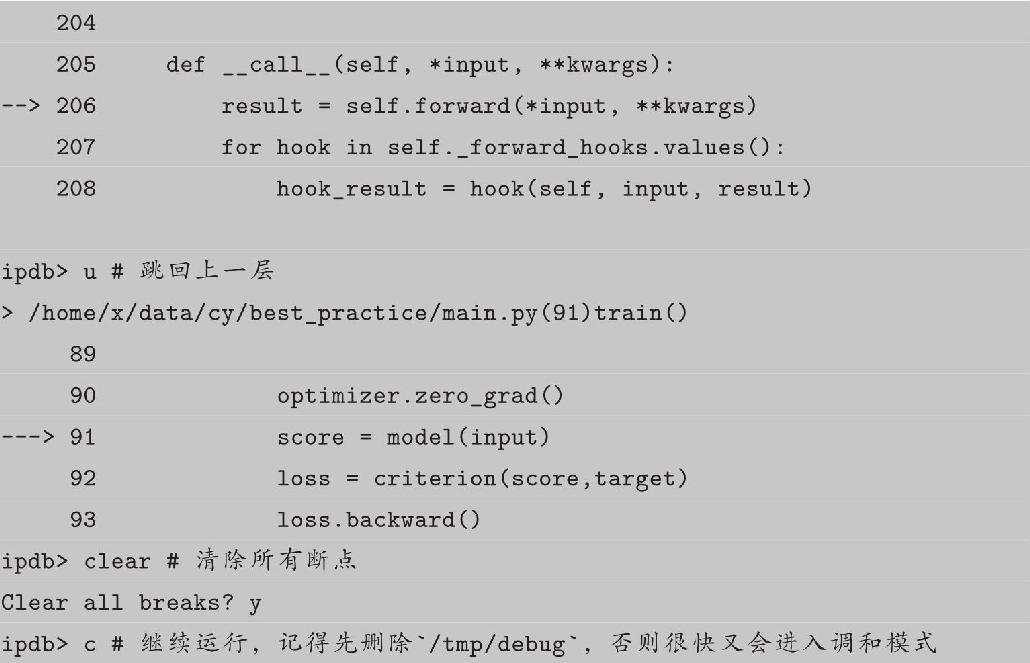 204
205     def __call__(self, *input, **kwargs):
--> 206         result = self.forward(*input, **kwargs)
207         for hook in self._forward_hooks.values():
208             hook_result = hook(self, input, result)
ipdb> u # 跳回上一层
> /home/x/data/cy/best_practice/main.py(91)train()
89
90             optimizer.zero_grad()
---> 91             score = model(input)
92             loss = criterion(score,target)
93             loss.backward()
ipdb> clear # 清除所有断点
Clear all breaks? y
ipdb> c # 继续运行，记得先删除`/tmp/debug`，否则很快又会进入调和模式